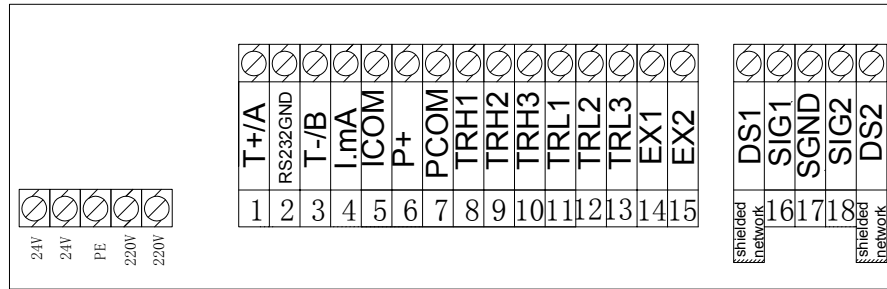 T+/A RS232GND T-/B I.mA ICOM P+ PCOM TRH1 TRH2 TRH3 TRL1 TRL2 TRL3 EX1 EX2 DS1 SIG1 SGND SIG2 DS2
1 2 3 4 5 6 7 8 9 10 11 12 13 14 15 16 17 18
shielded
network
shielded
network
24V 24V PE 220V 220V